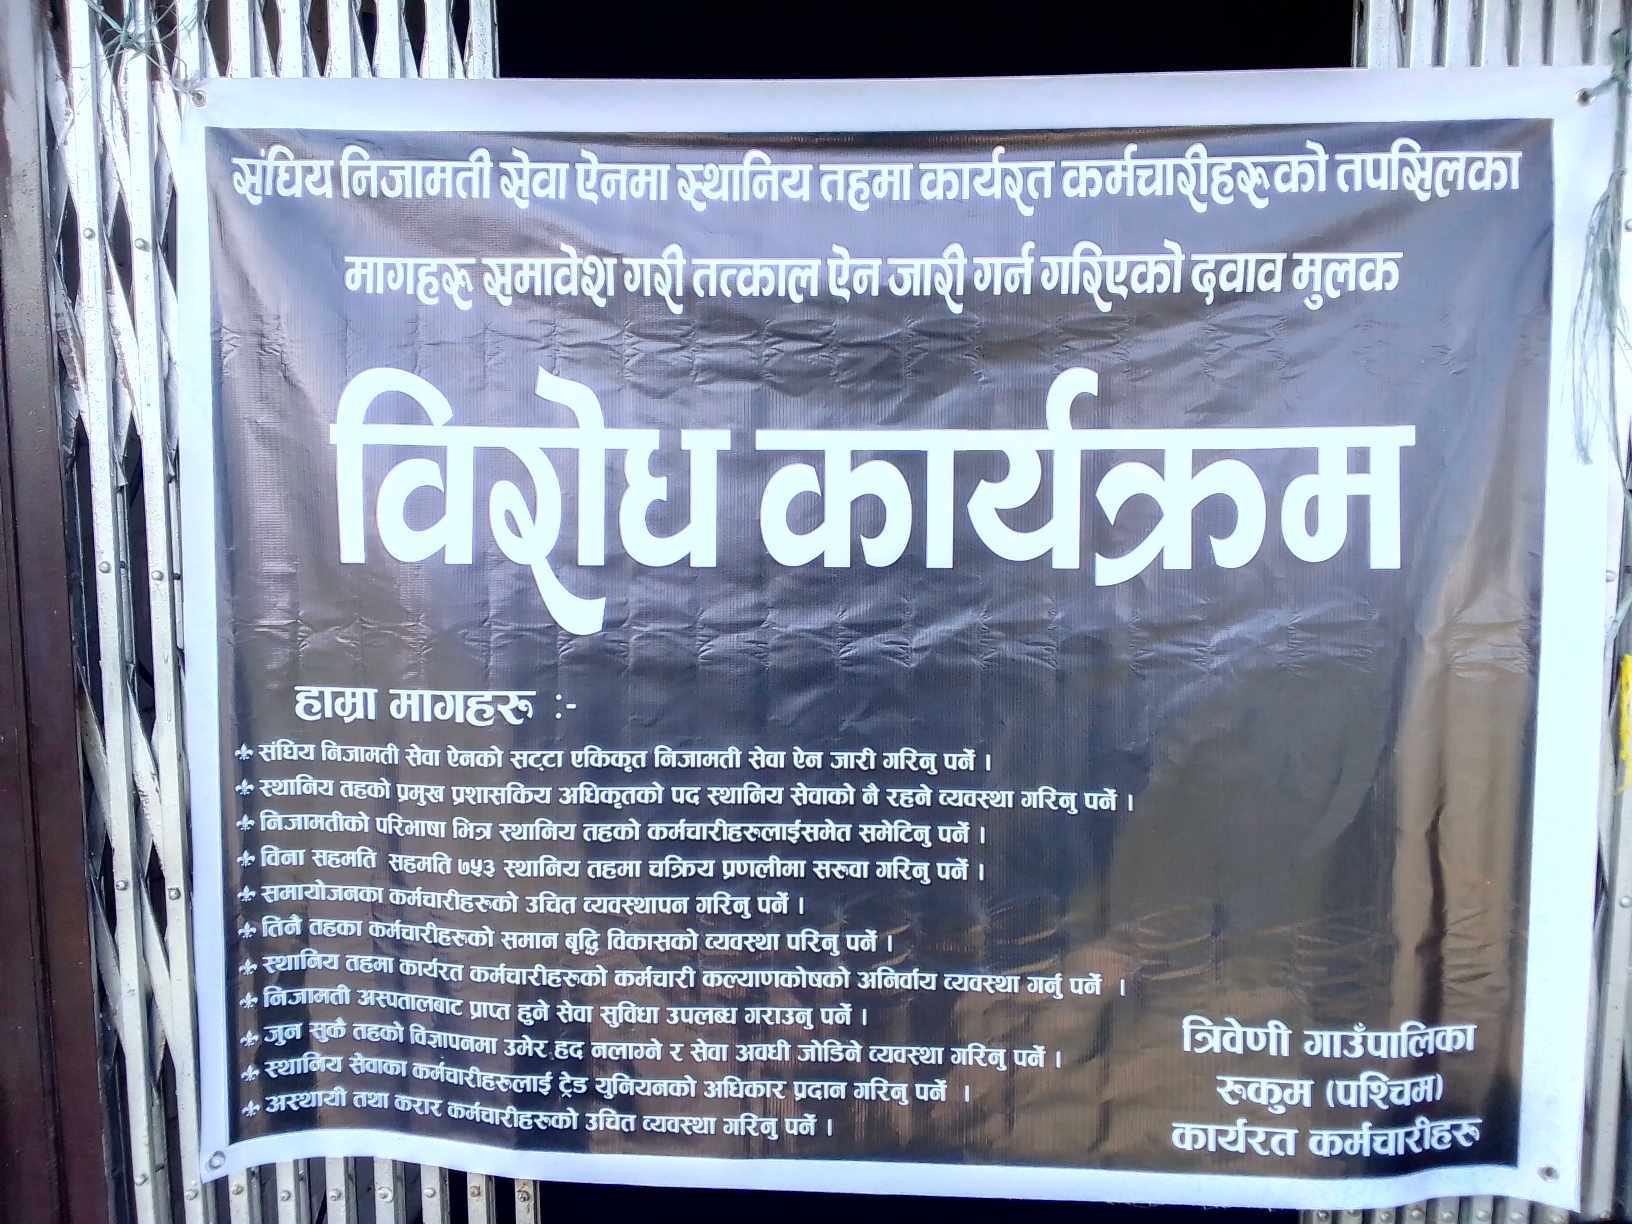 संघिय निजामती सेवा ऐनमा स्थानिय तहमा कार्यरत कर्मचारीहरूको तपसिलका
मागहरू समावेश गरी तत्काल ऐन जारी गर्न गरिएको दवाव मुलक
विरोध कार्यक्रम
हाम्रा मागहरू :-
संघिय निजामती सेवा ऐनको सट्टा एकिकृत निजामती सेवा ऐन जारी गरिनु पर्ने ।
स्थानिय तहको प्रमुख प्रशासकिय अधिकृतको पद स्थानिय सेवाको नै रहने व्यवस्था गरिनु पर्ने ।
निजामतीको परिभाषा भित्र स्थानिय तहको कर्मचारीहरूलाईसमेत समेटिनु पर्ने ।
विना सहमति सहमति ७५३ स्थानिय तहमा चक्रिय प्रणलीमा सरुवा गरिनु पर्ने ।
समायोजनका कर्मचारीहरूको उचित व्यवस्थापन गरिनु पर्ने ।
तिनै तहका कर्मचारीहरूको समान बृद्धि विकासको व्यवस्था परिनु पर्ने ।
स्थानिय तहमा कार्यरत कर्मचारीहरूको कर्मचारी कल्याणकोषको अनिर्वाय व्यवस्था गर्नु पर्ने ।
निजामती अस्पतालबाट प्राप्त हुने सेवा सुविधा उपलब्ध गराउनु पर्ने ।
जुन सुकै तहको विज्ञापनमा उमेर हद नलाग्ने र सेवा अवधी जोडिने व्यवस्था गरिनु पर्ने ।
स्थानिय सेवाका कर्मचारीहरूलाई ट्रेड युनियनको अधिकार प्रदान गरिनु पर्ने ।
अस्थायी तथा करार कर्मचारीहरूको उचित व्यवस्था गरिनु पर्ने ।
त्रिवेणी गाउँपालिका
रुकुम (पश्चिम)
कार्यरत कर्मचारीहरू